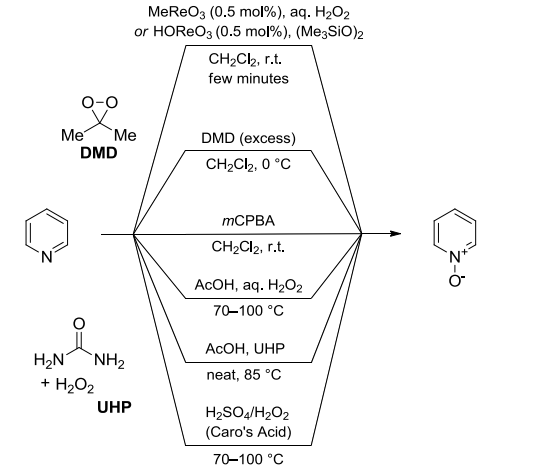 MeReO₃ (0.5 mol%), aq. H₂O₂
or HOReO₃ (0.5 mol%), (Me₃SiO)₂
CH₂Cl₂, r.t.
few minutes
O–O
Me Me
DMD
DMD (excess)
CH₂Cl₂, 0 °C
mCPBA
CH₂Cl₂, r.t.
N
N⁺
O⁻
AcOH, aq. H₂O₂
70–100 °C
O
H₂N NH₂
+ H₂O₂
UHP
AcOH, UHP
neat, 85 °C
H₂SO₄/H₂O₂
(Caro's Acid)
70–100 °C